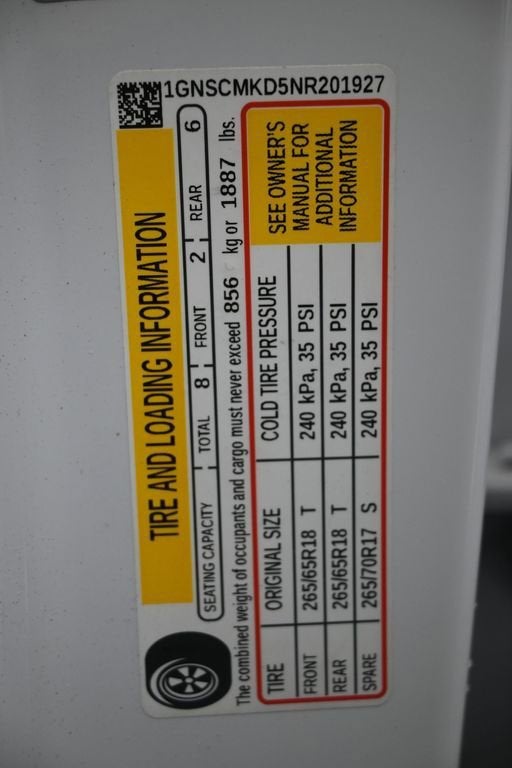 1GNSCMKD5NR201927
TIRE AND LOADING INFORMATION
SEATING CAPACITY TOTAL 8 FRONT 2 REAR 6
The combined weight of occupants and cargo must never exceed 856 kg or 1887 lbs.
TIRE ORIGINAL SIZE COLD TIRE PRESSURE
FRONT 265/65R18 T 240 kPa, 35 PSI
REAR 265/65R18 T 240 kPa, 35 PSI
SPARE 265/70R17 S 240 kPa, 35 PSI
SEE OWNER'S
MANUAL FOR
ADDITIONAL
INFORMATION